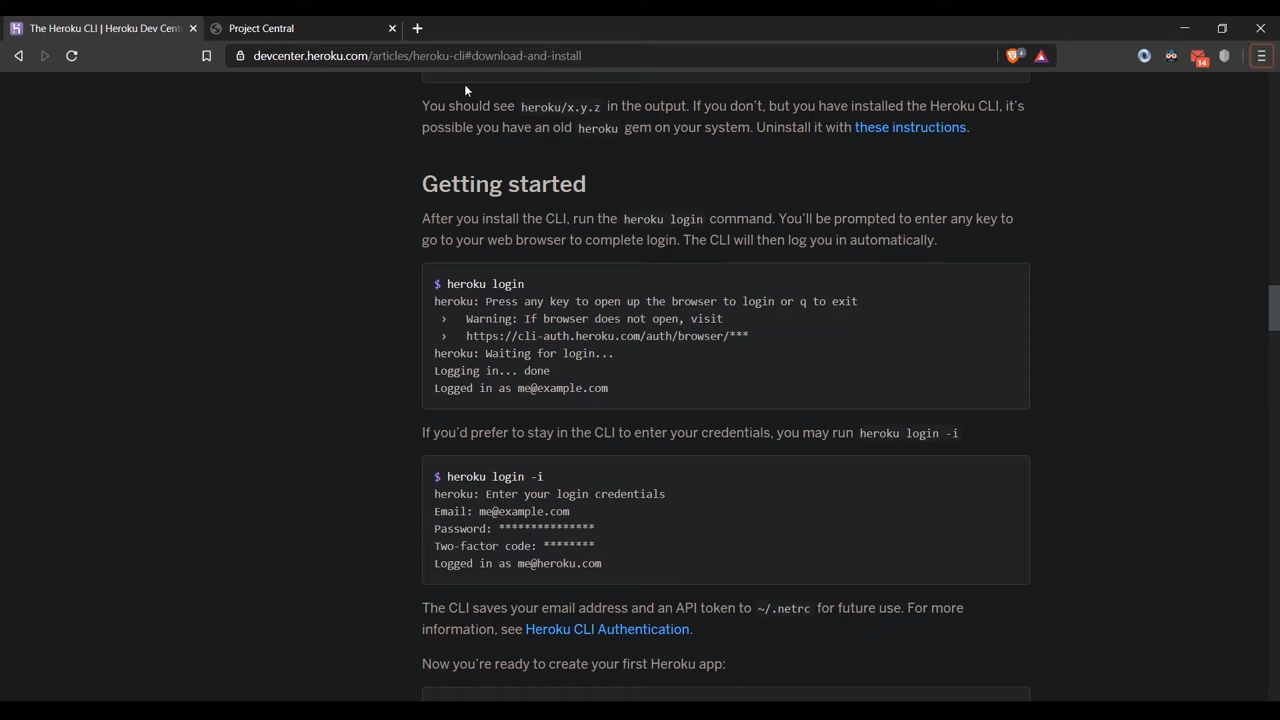 The Heroku CLI | Heroku Dev Cent
Project Central
devcenter.heroku.com/articles/heroku-cli#download-and-install
4
14
You should see heroku/x.y.z in the output. If you don't, but you have installed the Heroku CLI, it's
possible you have an old heroku gem on your system. Uninstall it with these instructions.
Getting started
After you install the CLI, run the heroku login command. You'll be prompted to enter any key to
go to your web browser to complete login. The CLI will then log you in automatically.
$ heroku login
heroku: Press any key to open up the browser to login or q to exit
› Warning: If browser does not open, visit
› https://cli-auth.heroku.com/auth/browser/***
heroku: Waiting for login...
Logging in... done
Logged in as me@example.com
If you'd prefer to stay in the CLI to enter your credentials, you may run heroku login -i
$ heroku login -i
heroku: Enter your login credentials
Email: me@example.com
Password: ***************
Two-factor code: ********
Logged in as me@heroku.com
The CLI saves your email address and an API token to ~/.netrc for future use. For more
information, see Heroku CLI Authentication.
Now you're ready to create your first Heroku app: